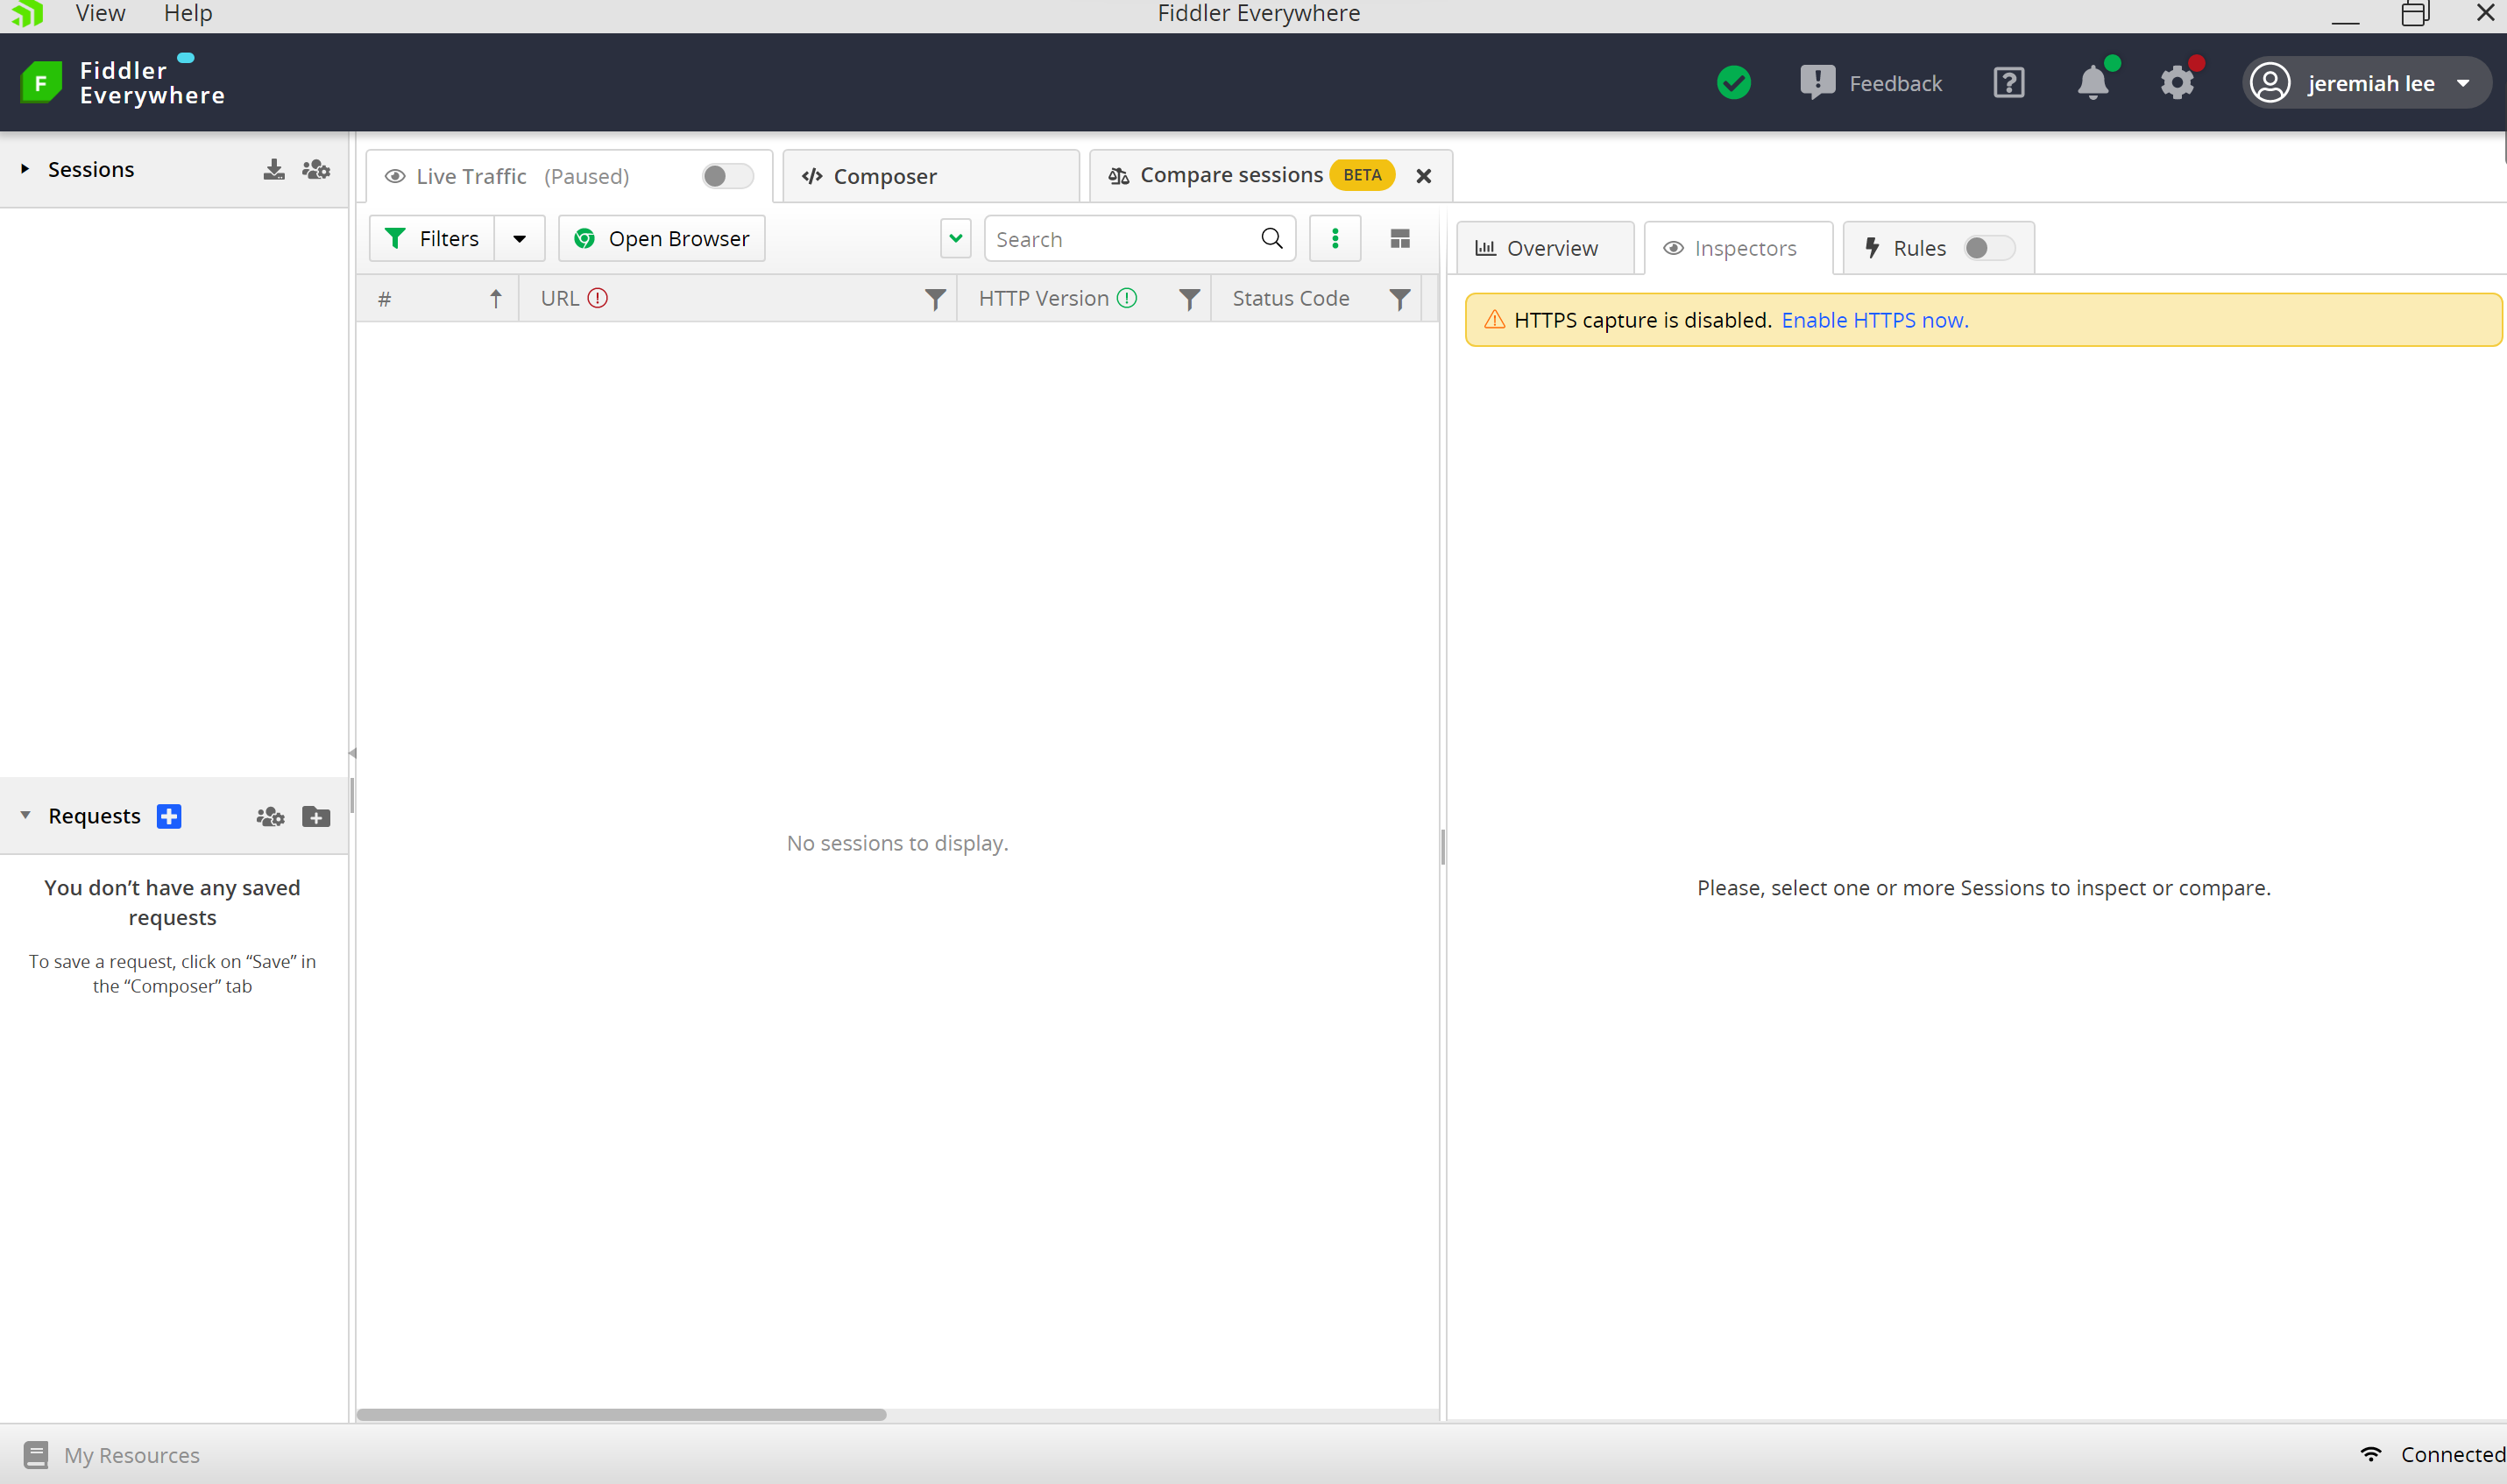 View Help Fiddler Everywhere
F Fiddler
Everywhere
Feedback jeremiah lee
Sessions
Live Traffic (Paused) Composer Compare sessions BETA
Filters Open Browser Search
Overview Inspectors Rules
# URL HTTP Version Status Code
HTTPS capture is disabled. Enable HTTPS now.
No sessions to display.
Please, select one or more Sessions to inspect or compare.
Requests
You don’t have any saved
requests
To save a request, click on “Save” in
the “Composer” tab
My Resources Connected